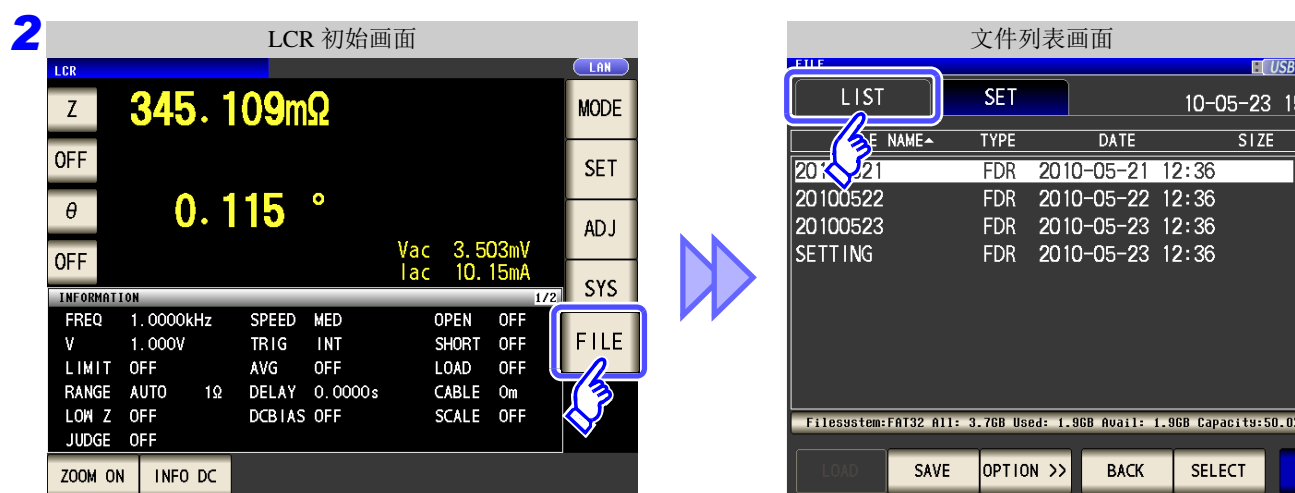 2
LCR 初始画面
LCR
LAN
Z 345.109mΩ
OFF
θ 0.115 °
OFF
Vac 3.503mV
Iac 10.15mA
MODE
SET
ADJ
SYS
FILE
INFORMATION 1/2
FREQ 1.0000kHz SPEED MED OPEN OFF
V 1.000V TRIG INT SHORT OFF
LIMIT OFF AVG OFF LOAD OFF
RANGE AUTO 1Ω DELAY 0.0000s CABLE 0m
LOW Z OFF DCBIAS OFF SCALE OFF
JUDGE OFF
ZOOM ON INFO DC
文件列表画面
FILE USB
LIST SET 10-05-23
NAME TYPE DATE SIZE
FDR 2010-05-21 12:36
20100522 FDR 2010-05-22 12:36
20100523 FDR 2010-05-23 12:36
SETTING FDR 2010-05-23 12:36
Filesystem:FAT32 All: 3.7GB Used: 1.9GB Avail: 1.9GB Capacity:50.0
LOAD SAVE OPTION >> BACK SELECT